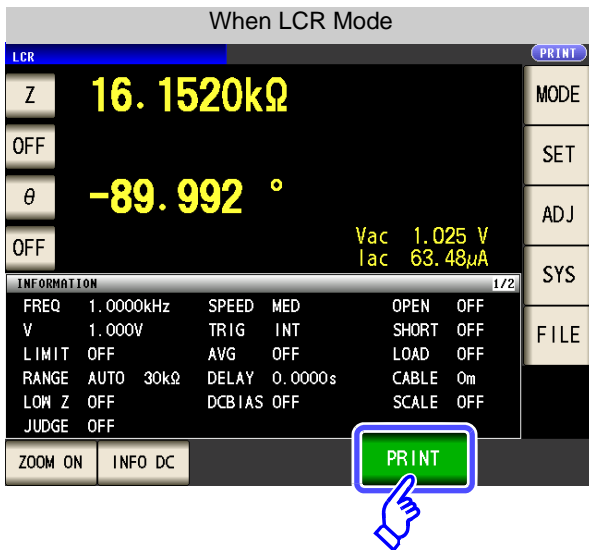 When LCR Mode
LCR PRINT
Z 16.1520kΩ MODE
OFF SET
θ -89.992 ° ADJ
OFF Vac 1.025 V
Iac 63.48μA SYS
INFORMATION 1/2
FREQ 1.0000kHz SPEED MED OPEN OFF
V 1.000V TRIG INT SHORT OFF FILE
LIMIT OFF AVG OFF LOAD OFF
RANGE AUTO 30kΩ DELAY 0.0000s CABLE 0m
LOW Z OFF DCBIAS OFF SCALE OFF
JUDGE OFF
ZOOM ON INFO DC PRINT